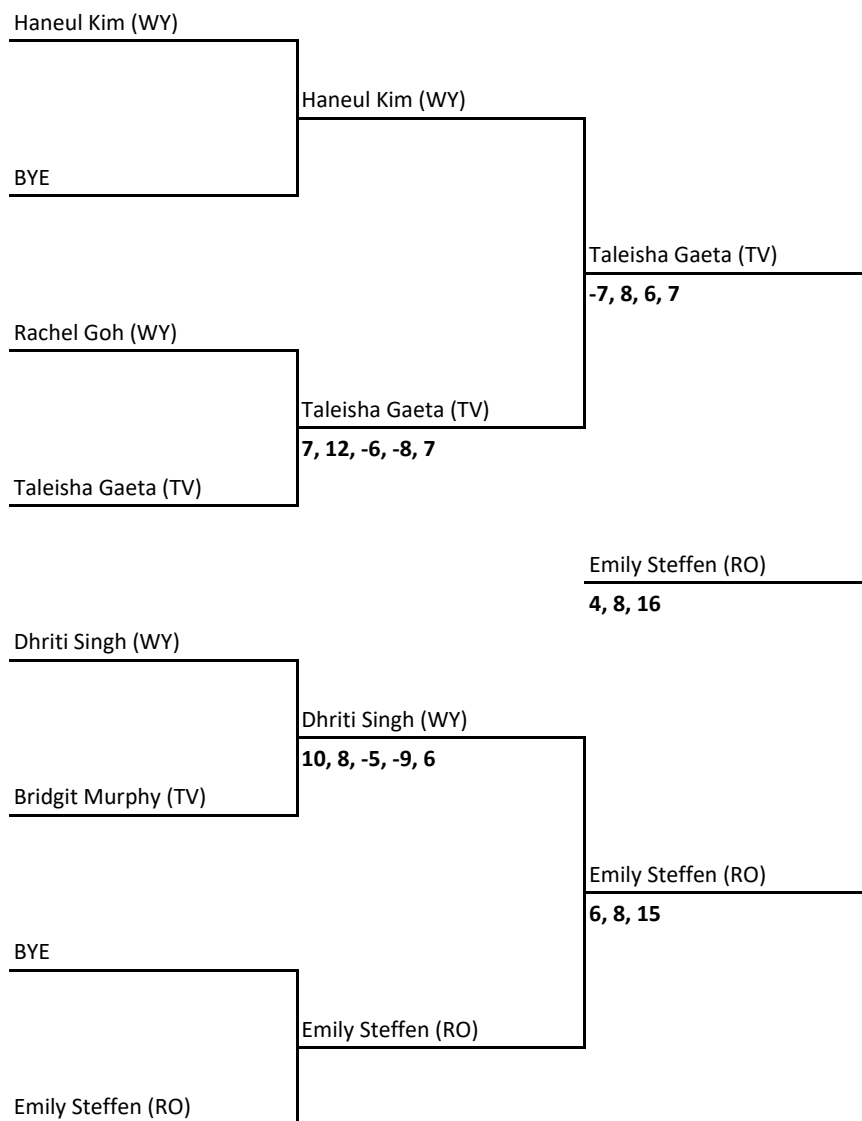 Haneul Kim (WY)
Haneul Kim (WY)
BYE
Taleisha Gaeta (TV)
-7, 8, 6, 7
Rachel Goh (WY)
Taleisha Gaeta (TV)
7, 12, -6, -8, 7
Taleisha Gaeta (TV)
Emily Steffen (RO)
4, 8, 16
Dhriti Singh (WY)
Dhriti Singh (WY)
10, 8, -5, -9, 6
Bridgit Murphy (TV)
Emily Steffen (RO)
6, 8, 15
BYE
Emily Steffen (RO)
Emily Steffen (RO)